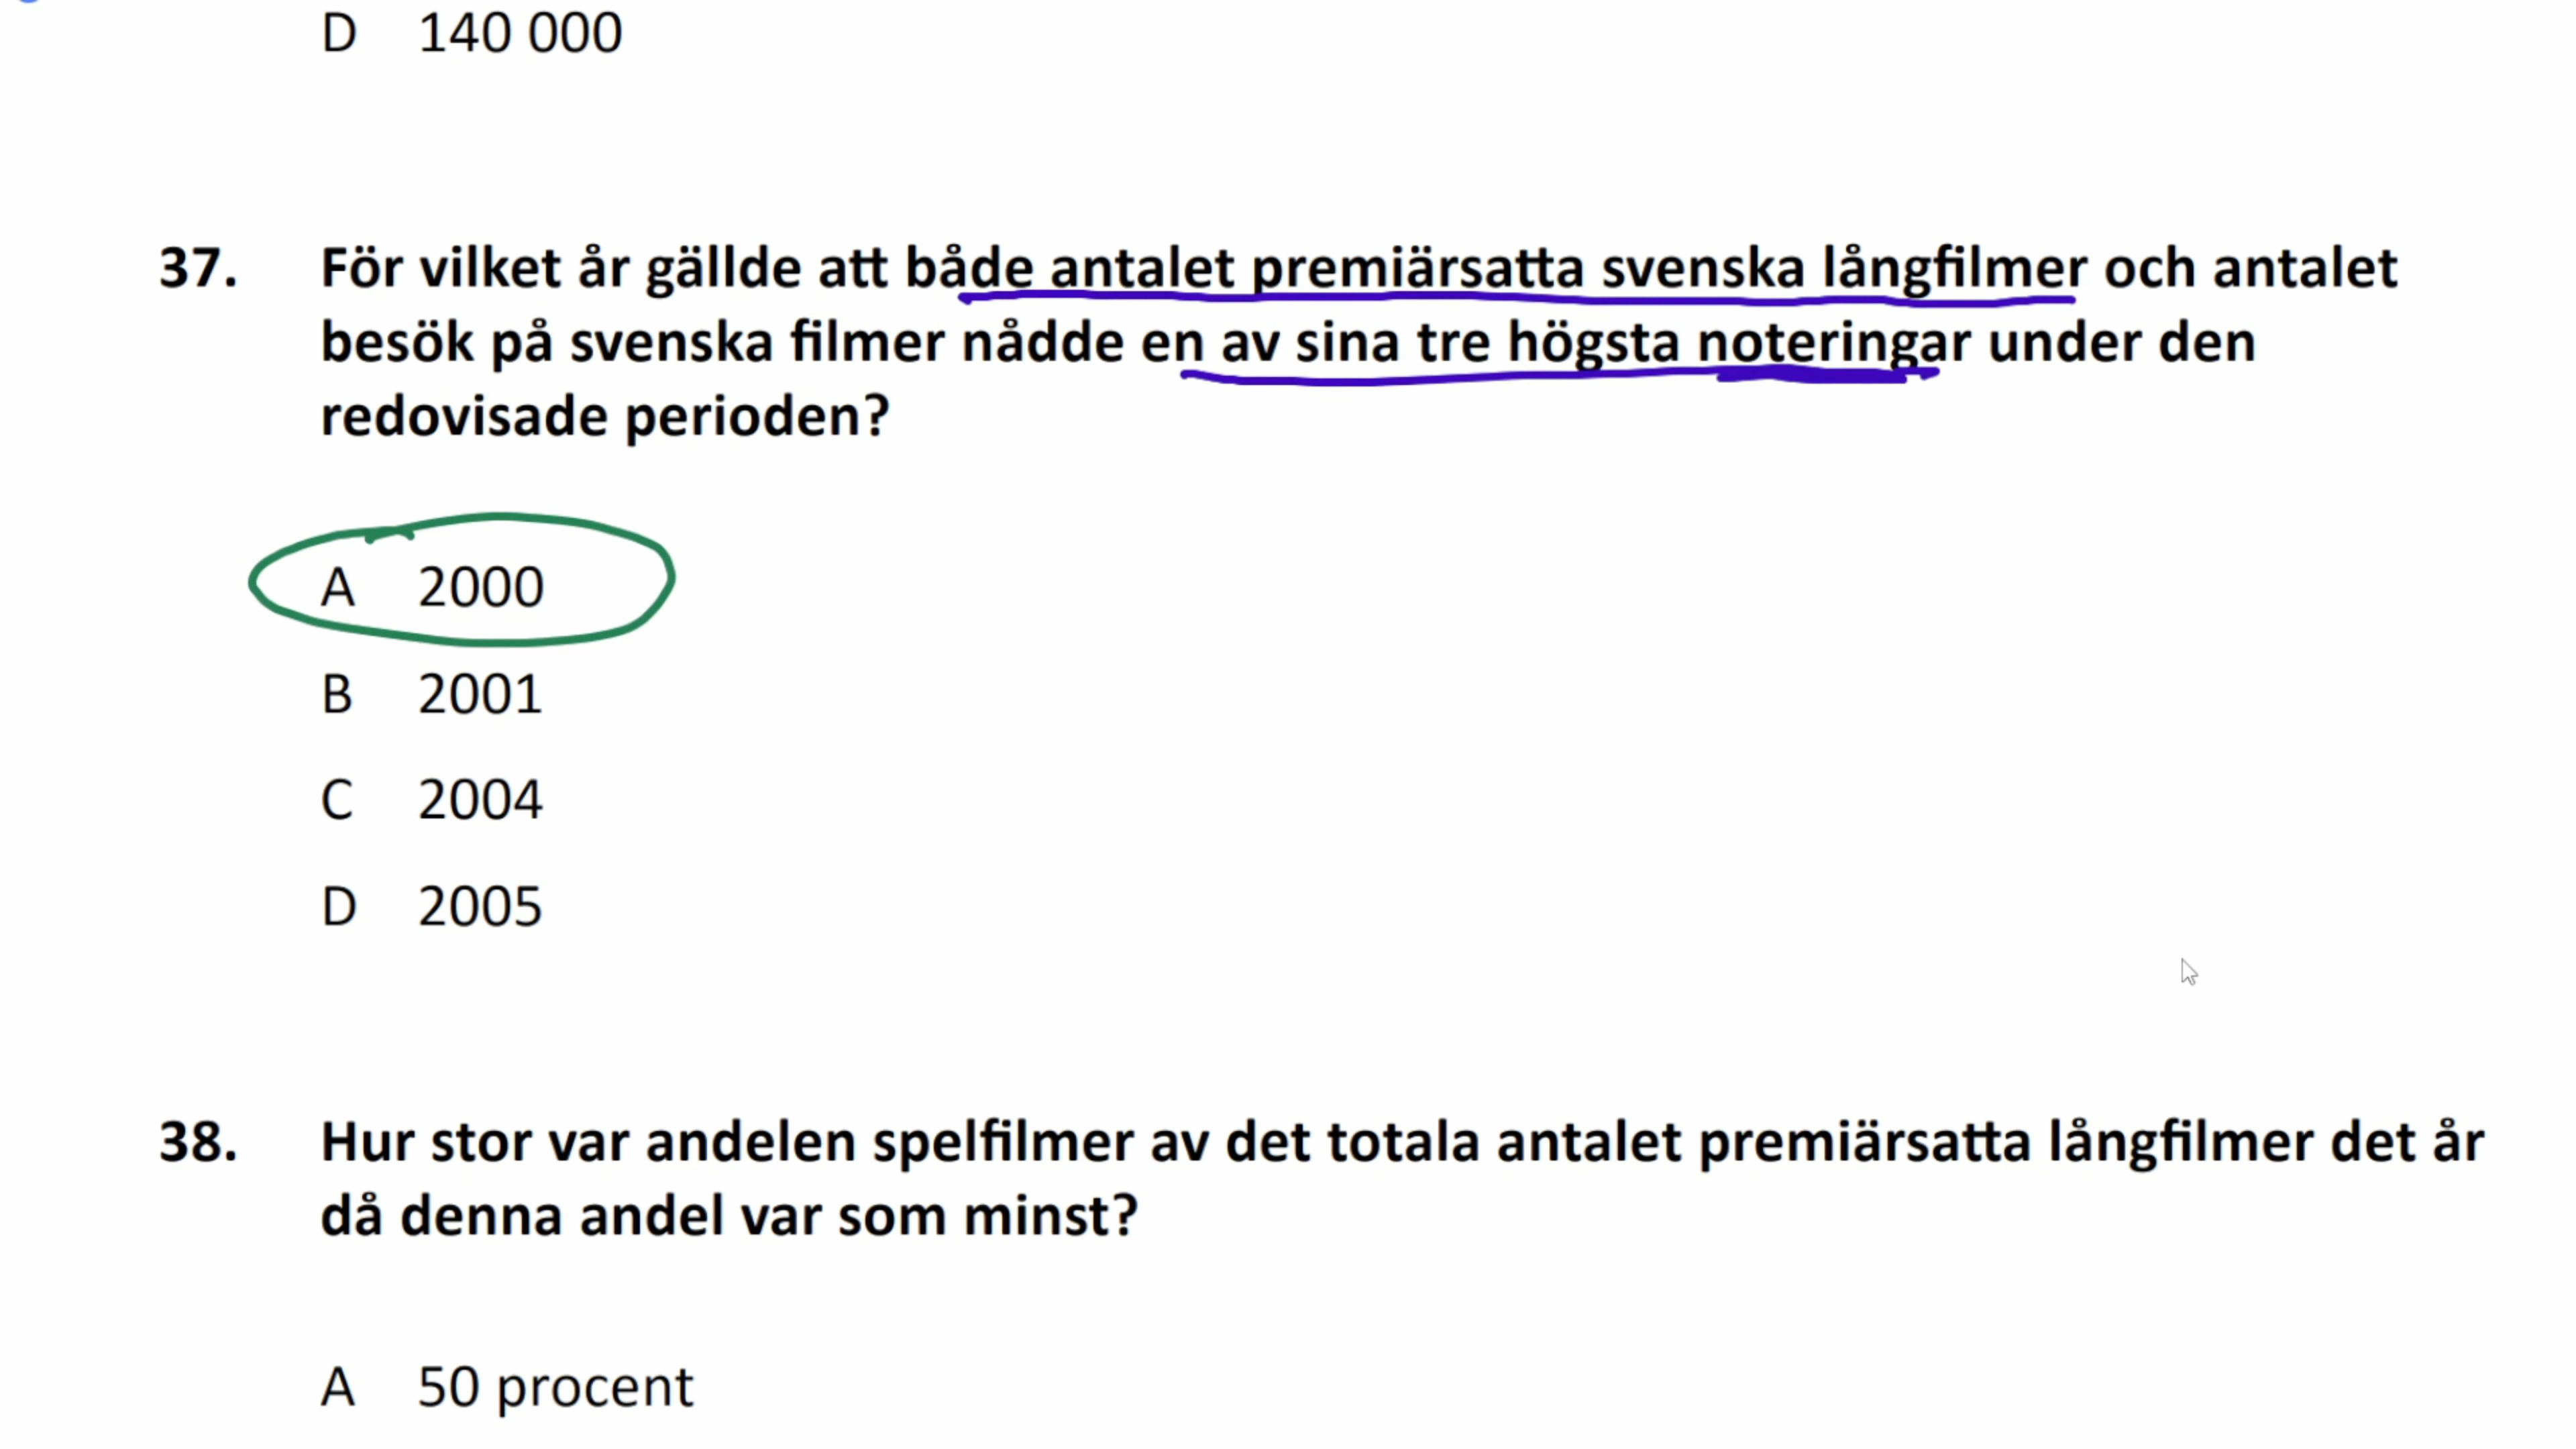 D 140 000
37. För vilket år gällde att både antalet premiärsatta svenska långfilmer och antalet
besök på svenska filmer nådde en av sina tre högsta noteringar under den
redovisade perioden?
A 2000
B 2001
C 2004
D 2005
38. Hur stor var andelen spelfilmer av det totala antalet premiärsatta långfilmer det år
då denna andel var som minst?
A 50 procent